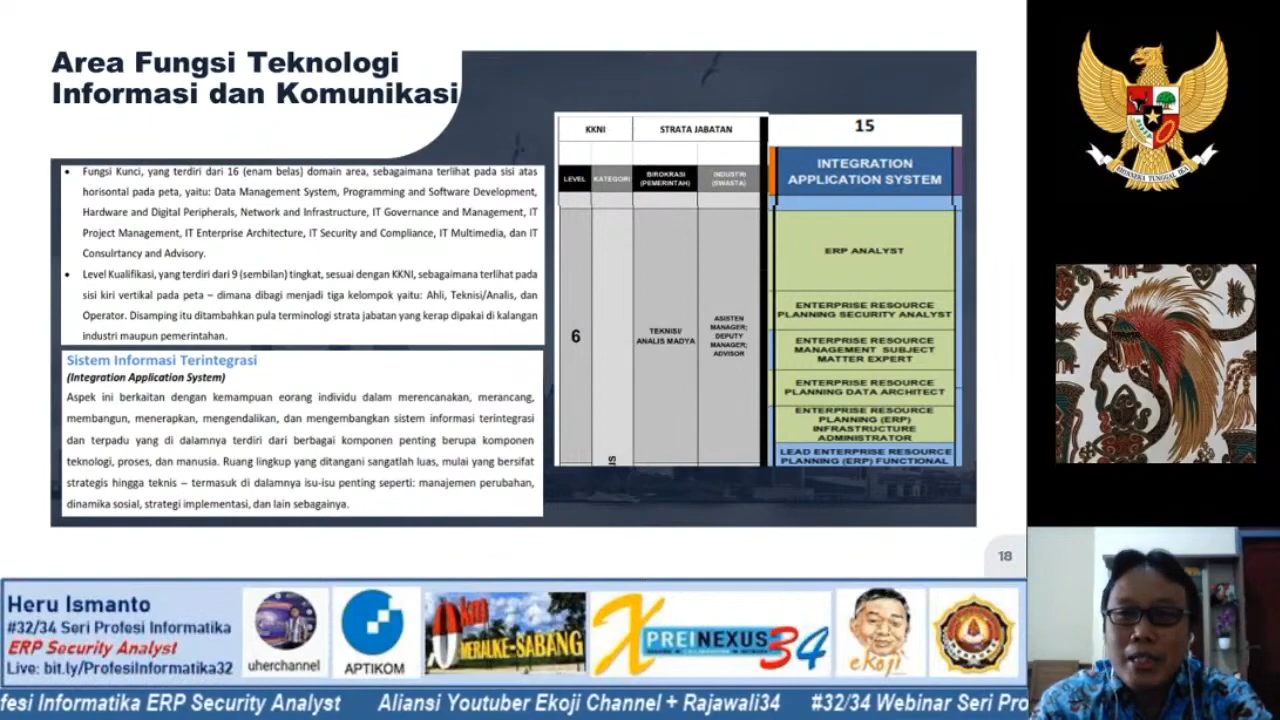 Area Fungsi Teknologi
Informasi dan Komunikasi
• Fungsi Kunci, yang terdiri dari 16 (enam belas) domain area, sebagaimana terlihat pada sisi atas
horisontal pada peta, yaitu: Data Management System, Programming and Software Development,
Hardware and Digital Peripherals, Network and Infrastructure, IT Governance and Management, IT
Project Management, IT Enterprise Architecture, IT Security and Compliance, IT Multimedia, dan IT
Consulrtancy and Advisory.
• Level Kualifikasi, yang terdiri dari 9 (sembilan) tingkat, sesuai dengan KKNI, sebagaimana terlihat pada
sisi kiri vertikal pada peta – dimana dibagi menjadi tiga kelompok yaitu: Ahli, Teknisi/Analis, dan
Operator. Disamping itu ditambahkan pula terminologi strata jabatan yang kerap dipakai di kalangan
industri maupun pemerintahan.
Sistem Informasi Terintegrasi
(Integration Application System)
Aspek ini berkaitan dengan kemampuan eorang individu dalam merencanakan, merancang,
membangun, menerapkan, mengendalikan, dan mengembangkan sistem informasi terintegrasi
dan terpadu yang di dalamnya terdiri dari berbagai komponen penting berupa komponen
teknologi, proses, dan manusia. Ruang lingkup yang ditangani sangatlah luas, mulai yang bersifat
strategis hingga teknis – termasuk di dalamnya isu-isu penting seperti: manajemen perubahan,
dinamika sosial, strategi implementasi, dan lain sebagainya.
KKNI STRATA JABATAN 15
LEVEL KATEGORI BIROKRASI (PEMERINTAH) INDUSTRI (SWASTA)
INTEGRATION
APPLICATION SYSTEM
6
TEKNISI/
ANALIS MADYA
ASISTEN
MANAGER;
DEPUTY
MANAGER;
ADVISOR
ERP ANALYST
ENTERPRISE RESOURCE
PLANNING SECURITY ANALYST
ENTERPRISE RESOURCE
MANAGEMENT SUBJECT
MATTER EXPERT
ENTERPRISE RESOURCE
PLANNING DATA ARCHITECT
ENTERPRISE RESOURCE
PLANNING (ERP)
INFRASTRUCTURE
ADMINISTRATOR
LEAD ENTERPRISE RESOURCE
PLANNING (ERP) FUNCTIONAL
18
BHINNEKA TUNGGAL IKA
Heru Ismanto
#32/34 Seri Profesi Informatika
ERP Security Analyst
Live: bit.ly/ProfesiInformatika32
uherchannel
APTIKOM
0 km
MERAUKE-SABANG
X PREINEXUS 34
ekoji
fesi Informatika ERP Security Analyst Aliansi Youtuber Ekoji Channel + Rajawali34 #32/34 Webinar Seri Pro